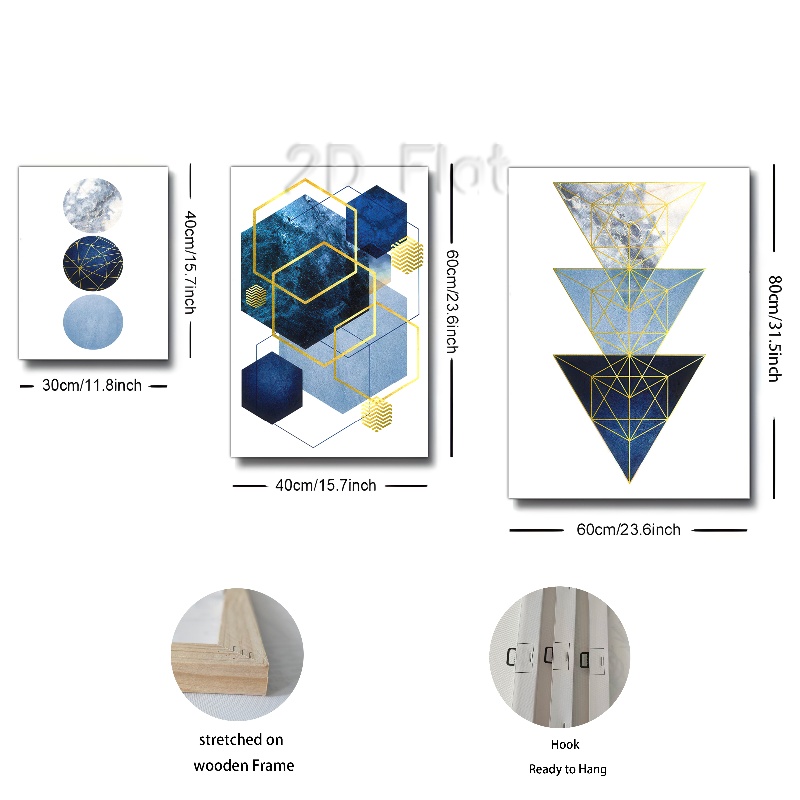 2D Flat
40cm/15.7inch
30cm/11.8inch
60cm/23.6inch
40cm/15.7inch
80cm/31.5inch
60cm/23.6inch
stretched on
wooden Frame
Hook
Ready to Hang